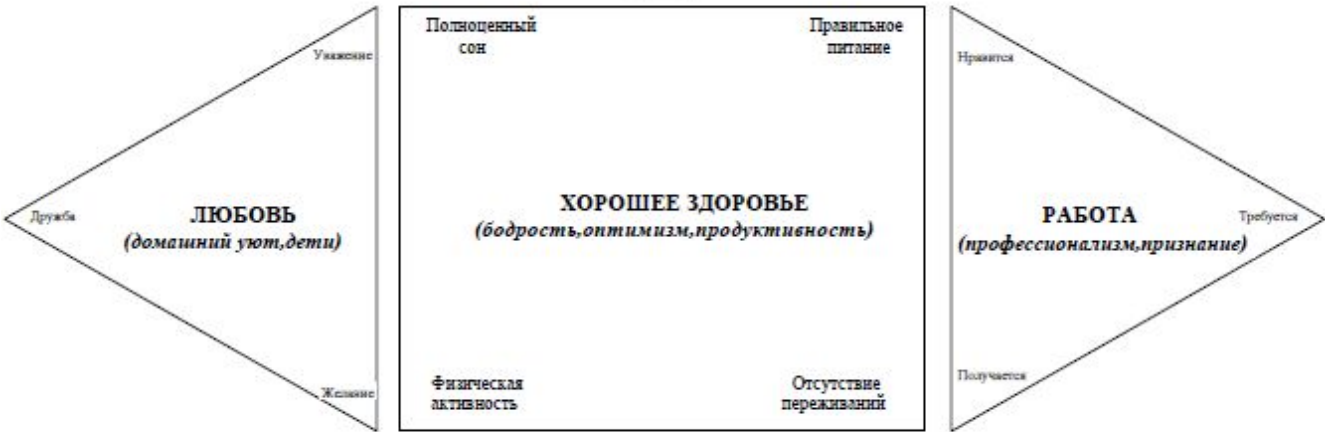 Уважение
Дружба
ЛЮБОВЬ
(домашний уют,дети)
Желание
Полноценный
сон
Правильное
питание
ХОРОШЕЕ ЗДОРОВЬЕ
(бодрость,оптимизм,продуктивность)
Физическая
активность
Отсутствие
переживаний
Нравится
РАБОТА
(профессионализм,признание)
Требуется
Получается